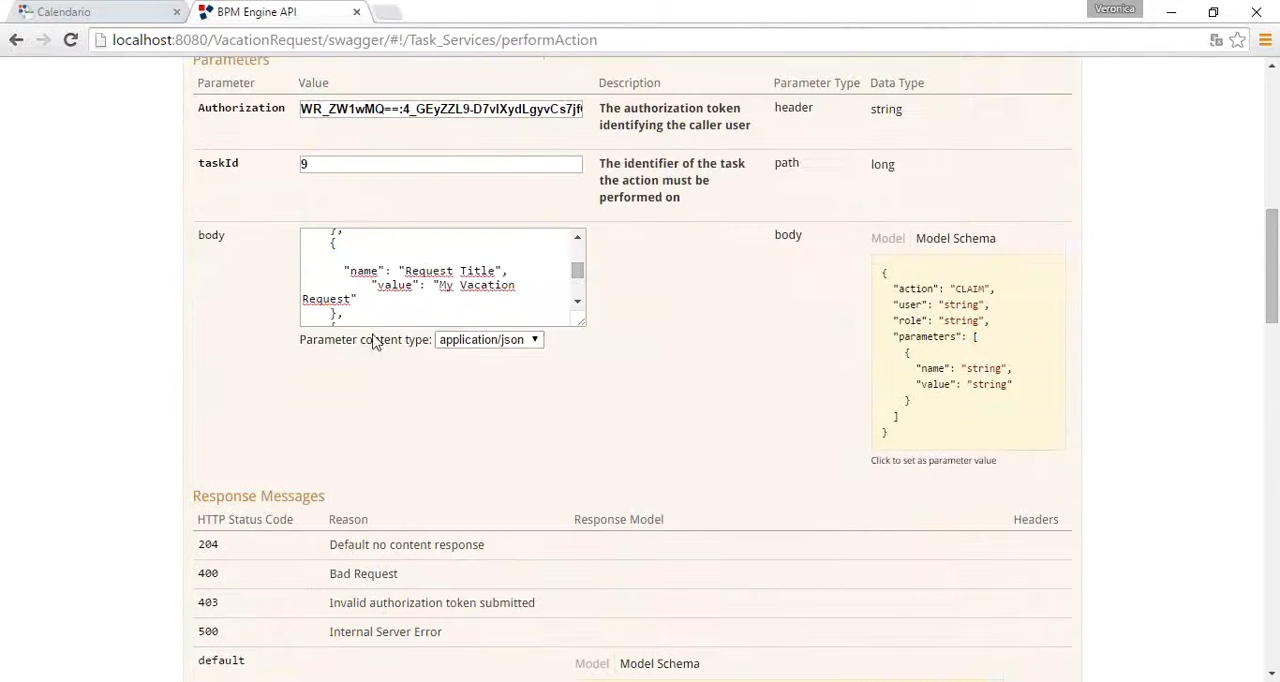 Calendario
BPM Engine API
Veronica
localhost:8080/VacationRequest/swagger/#!/Task_Services/performAction
Parameters
Parameter Value Description Parameter Type Data Type
Authorization The authorization token identifying the caller user header string
taskId 9 The identifier of the task the action must be performed on path long
body
},
{
"name": "Request Title",
"value": "My Vacation
Request"
},
Parameter content type: application/json
body
Model Model Schema
{
"action": "CLAIM",
"user": "string",
"role": "string",
"parameters": [
{
"name": "string",
"value": "string"
}
]
}
Click to set as parameter value
Response Messages
HTTP Status Code Reason Response Model Headers
204 Default no content response
400 Bad Request
403 Invalid authorization token submitted
500 Internal Server Error
default Model Model Schema